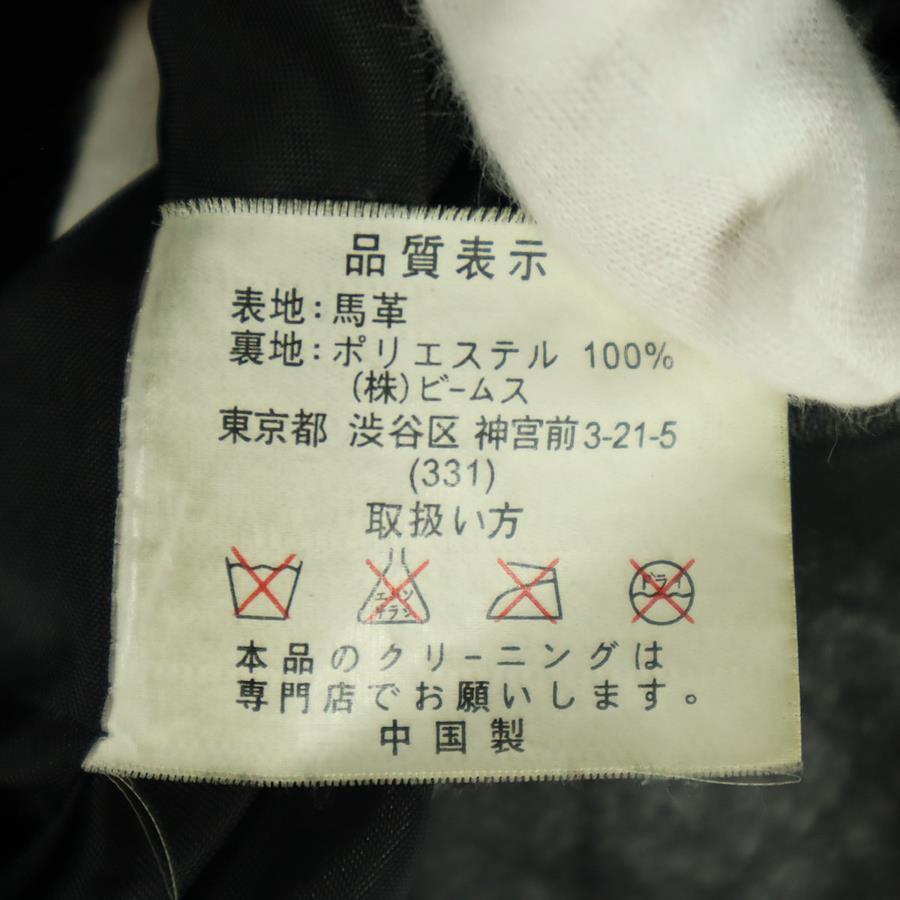 品質表示
表地:馬革
裏地:ポリエステル 100%
(株)ビームス
東京都 渋谷区 神宮前3-21-5
(331)
取扱い方
エンソ
サラシ
ドライ
本品のクリーニングは
専門店でお願いします。
中国製